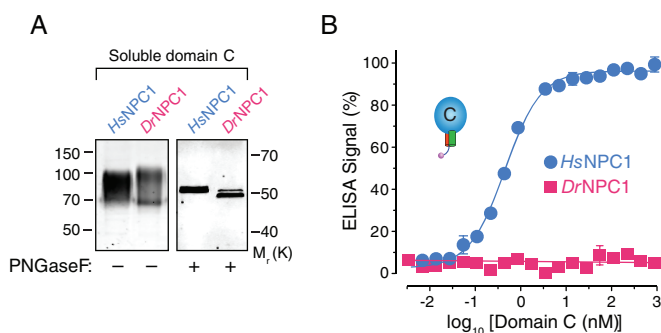 A
Soluble domain C
HsNPC1 DrNPC1 HsNPC1 DrNPC1
150
100
70
50
70
50
40
Mr (K)
PNGaseF: – – + +
B
ELISA Signal (%)
100
80
60
40
20
0
C
HsNPC1
DrNPC1
-2 -1 0 1 2 3
log10 [Domain C (nM)]